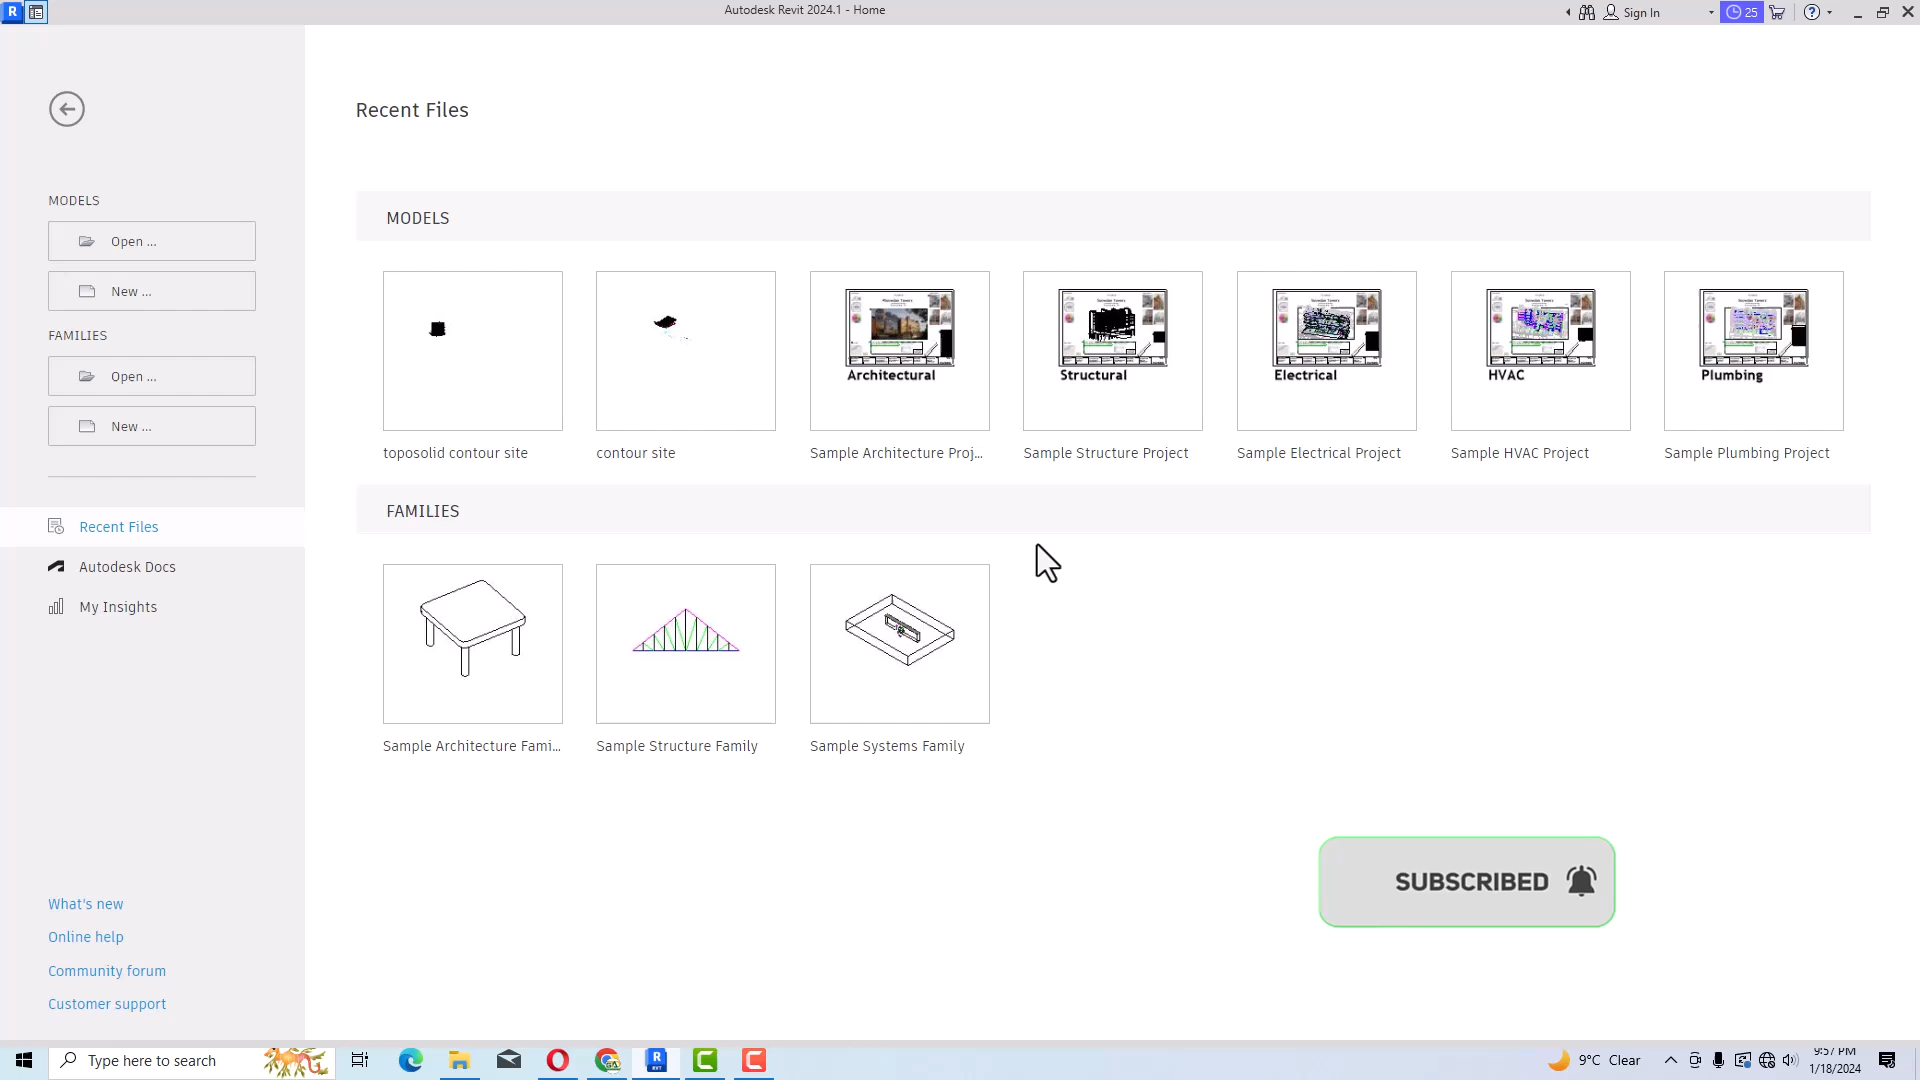 Autodesk Revit 2024.1 - Home
Sign In
25
Recent Files
MODELS
Open ...
New ...
FAMILIES
Open ...
New ...
Recent Files
Autodesk Docs
My Insights
What's new
Online help
Community forum
Customer support
MODELS
Architectural
Structural
Electrical
HVAC
Plumbing
toposolid contour site
contour site
Sample Architecture Proj...
Sample Structure Project
Sample Electrical Project
Sample HVAC Project
Sample Plumbing Project
FAMILIES
Sample Architecture Fami...
Sample Structure Family
Sample Systems Family
SUBSCRIBED
Type here to search
9°C Clear
9:57 PM
1/18/2024